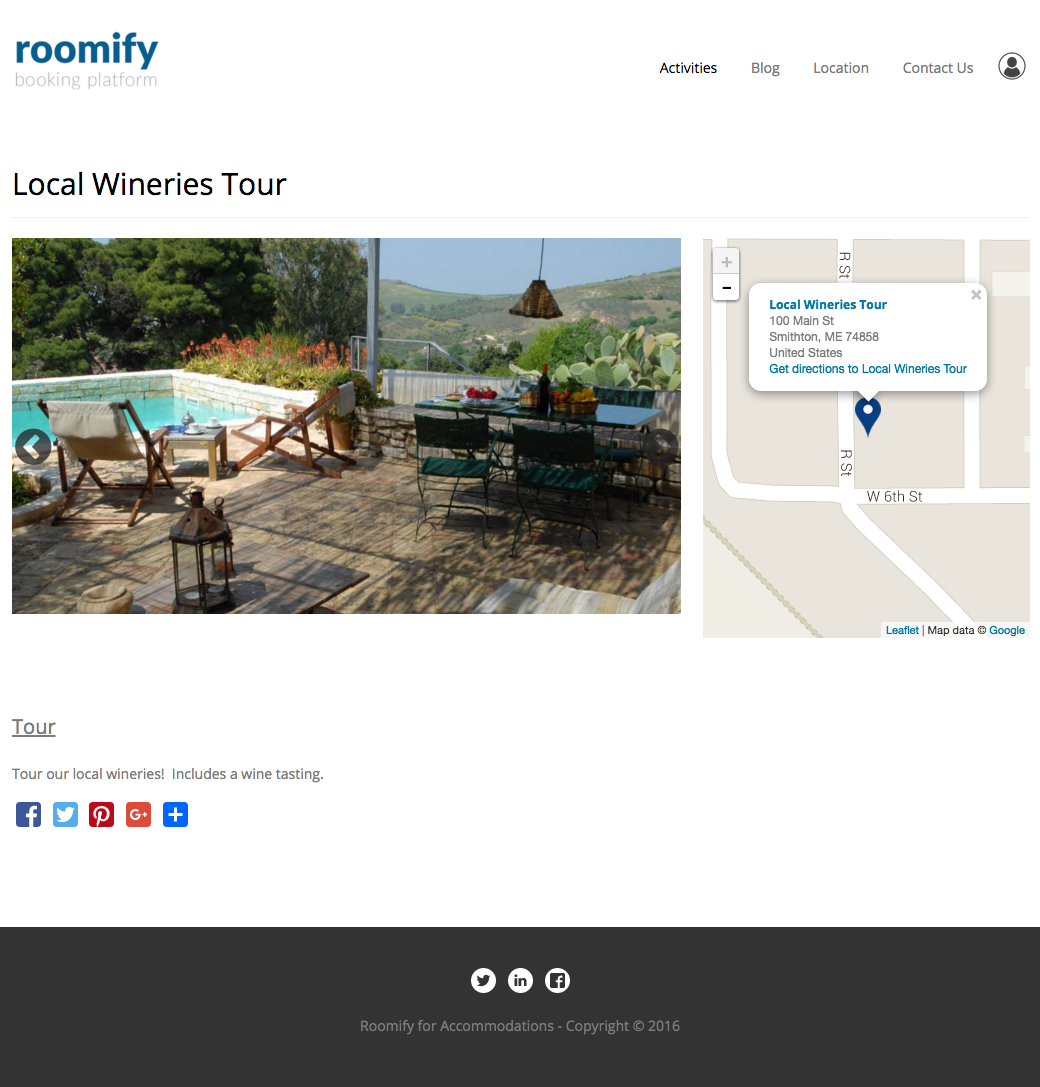 roomify
booking platform
Activities
Blog
Location
Contact Us
Local Wineries Tour
+
-
R St
×
Local Wineries Tour
100 Main St
Smithton, ME 74858
United States
Get directions to Local Wineries Tour
R St
W 6th St
Leaflet | Map data © Google
Tour
Tour our local wineries!  Includes a wine tasting.
Roomify for Accommodations - Copyright © 2016